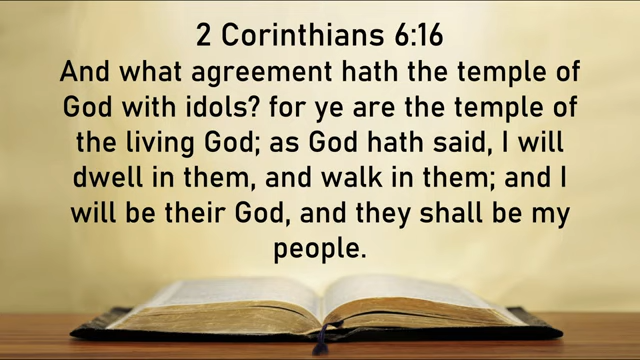 2 Corinthians 6:16
And what agreement hath the temple of
God with idols? for ye are the temple of
the living God; as God hath said, I will
dwell in them, and walk in them; and I
will be their God, and they shall be my
people.